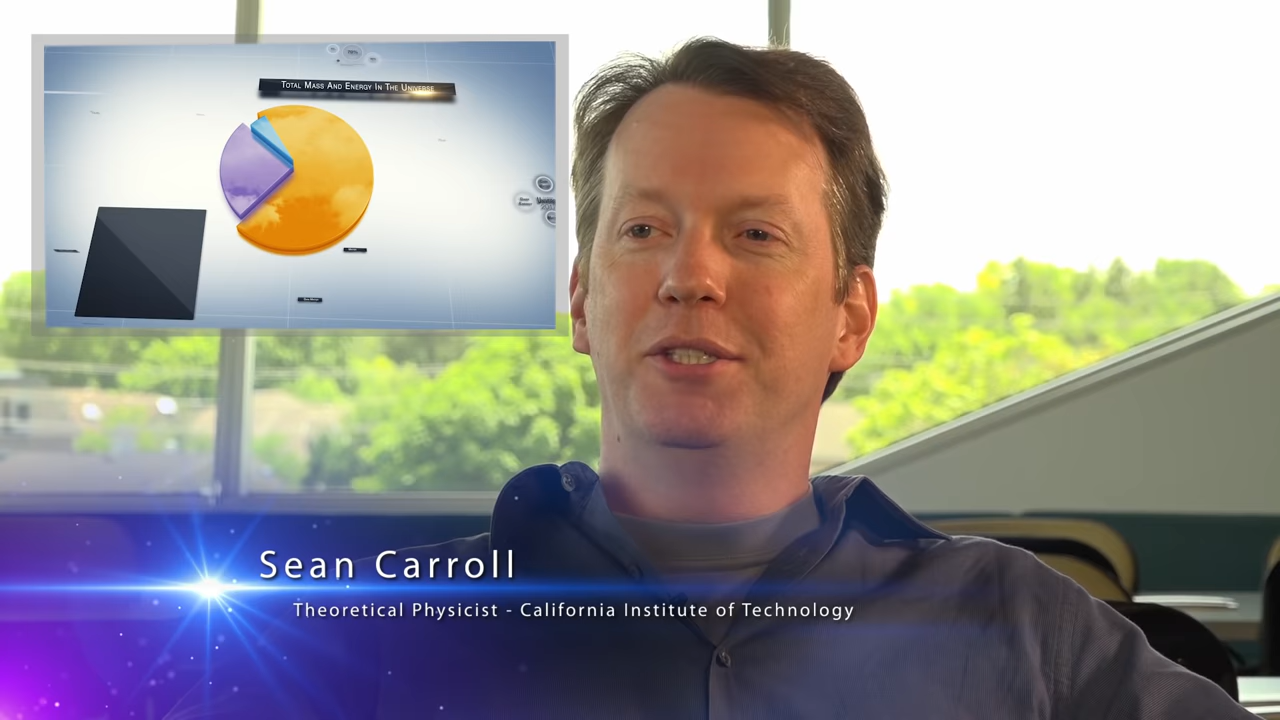 Total Mass And Energy In The Universe
Sean Carroll
Theoretical Physicist - California Institute of Technology